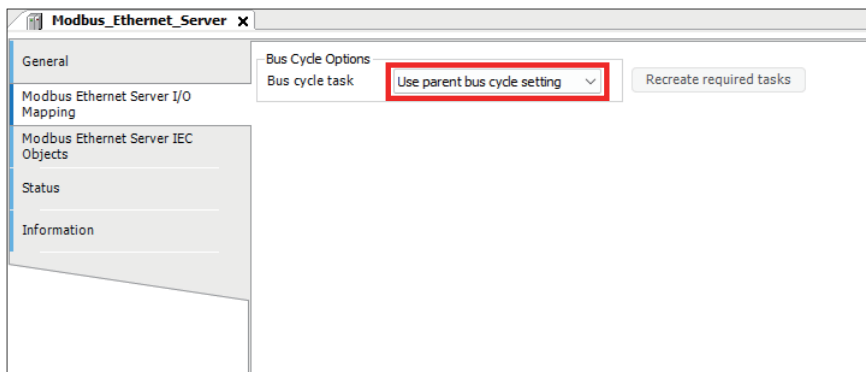 Modbus_Ethernet_Server X
General
Modbus Ethernet Server I/O
Mapping
Modbus Ethernet Server IEC
Objects
Status
Information
Bus Cycle Options
Bus cycle task Use parent bus cycle setting Recreate required tasks